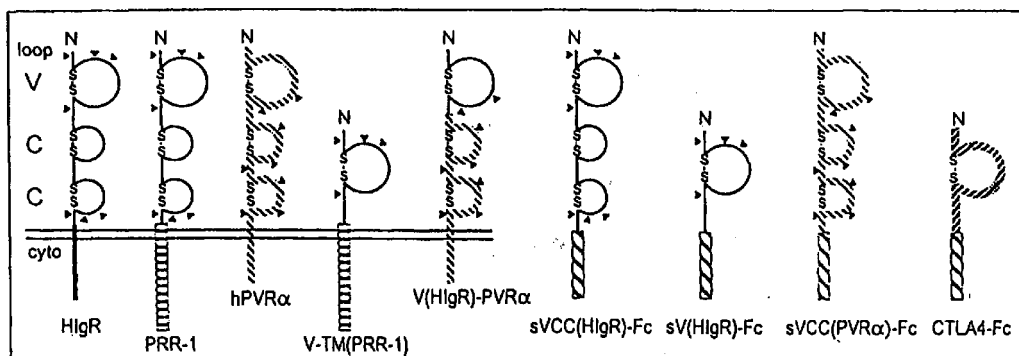 N N N N N N
loop
V S S S S S S
S S S S S S
N N N
C S S S S S S
S S S S S S
S S S
S S S
C S S S S S S
S S S S S S
cyto
hPVRα V(HIgR)-PVRα
HIgR PRR-1 V-TM(PRR-1) sVCC(HIgR)-Fc sV(HIgR)-Fc sVCC(PVRα)-Fc CTLA4-Fc